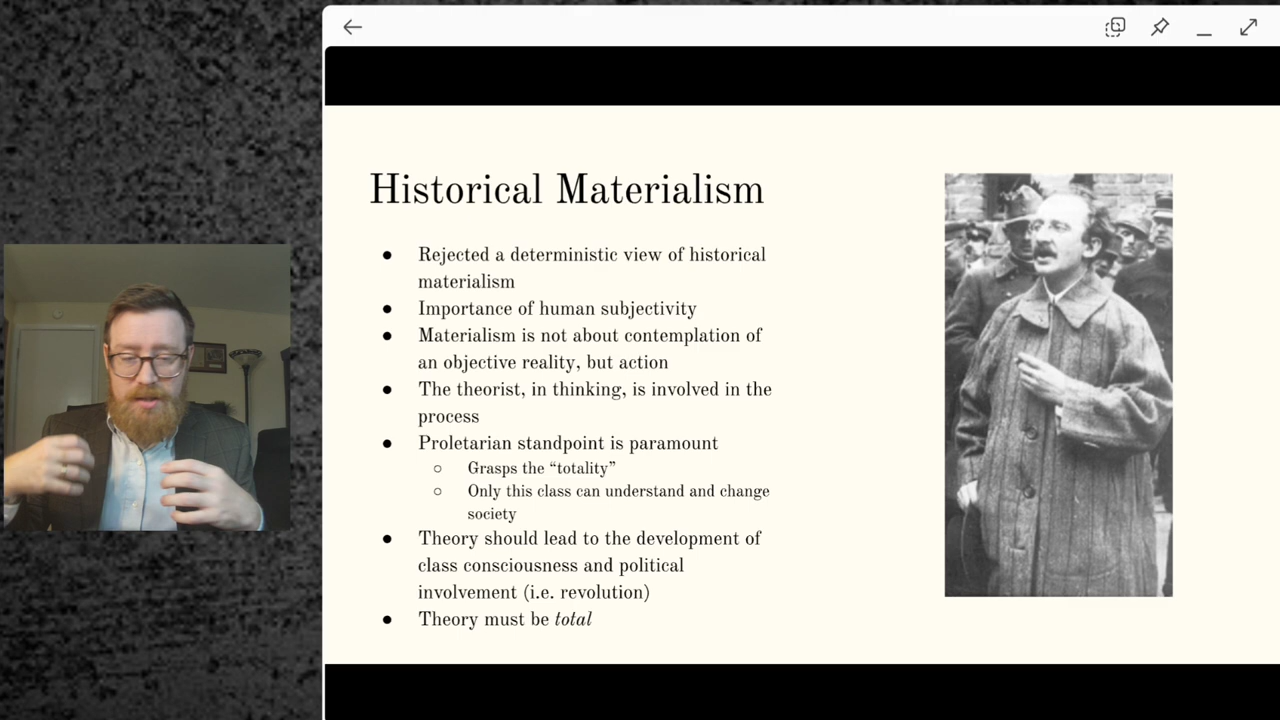 Historical Materialism
● Rejected a deterministic view of historical
materialism
● Importance of human subjectivity
● Materialism is not about contemplation of
an objective reality, but action
● The theorist, in thinking, is involved in the
process
● Proletarian standpoint is paramount
○ Grasps the “totality”
○ Only this class can understand and change
society
● Theory should lead to the development of
class consciousness and political
involvement (i.e. revolution)
● Theory must be total